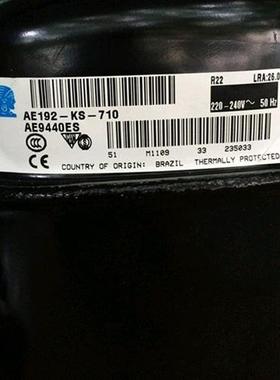 R22 LRA:26.0
220-240V~ 50 Hz
AE192-KS-710
AE9440ES
51 M1109 33 235033
COUNTRY OF ORIGIN: BRAZIL THERMALLY PROTECTED